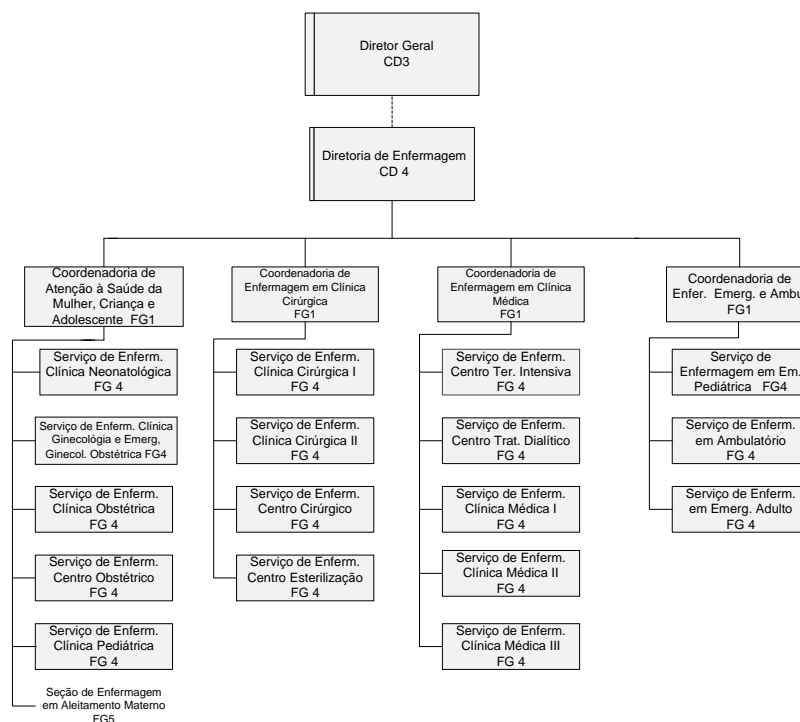 Diretor Geral
CD3
Diretoria de Enfermagem
CD 4
Coordenadoria de
Atenção à Saúde da
Mulher, Criança e
Adolescente FG1
Serviço de Enferm.
Clínica Neonatológica
FG 4
Serviço de Enferm. Clínica
Ginecológia e Emerg,
Ginecol. Obstétrica FG4
Serviço de Enferm.
Clínica Obstétrica
FG 4
Serviço de Enferm.
Centro Obstétrico
FG 4
Serviço de Enferm.
Clínica Pediátrica
FG 4
Seção de Enfermagem
em Aleitamento Materno
FG5
Coordenadoria de
Enfermagem em Clínica
Cirúrgica
FG1
Serviço de Enferm.
Clínica Cirúrgica I
FG 4
Serviço de Enferm.
Clínica Cirúrgica II
FG 4
Serviço de Enferm.
Centro Cirúrgico
FG 4
Serviço de Enferm.
Centro Esterilização
FG 4
Coordenadoria de
Enfermagem em Clínica
Médica
FG1
Serviço de Enferm.
Centro Ter. Intensiva
FG 4
Serviço de Enferm.
Centro Trat. Dialítico
FG 4
Serviço de Enferm.
Clínica Médica I
FG 4
Serviço de Enferm.
Clínica Médica II
FG 4
Serviço de Enferm.
Clínica Médica III
FG 4
Coordenadoria de
Enfer. Emerg. e Ambu
FG1
Serviço de
Enfermagem em Em.
Pediátrica FG4
Serviço de Enferm.
em Ambulatório
FG 4
Serviço de Enferm.
em Emerg. Adulto
FG 4